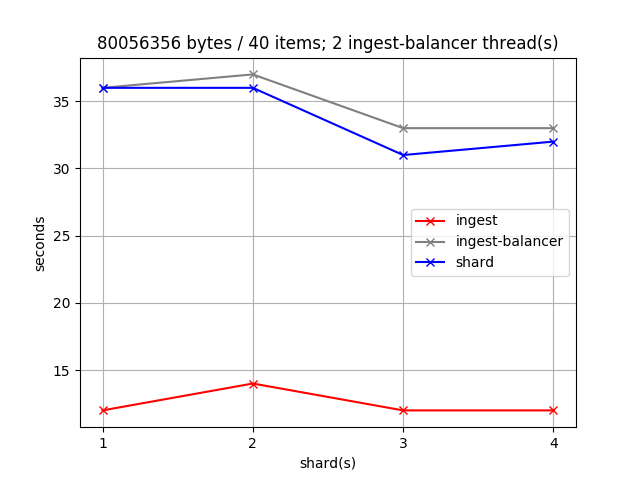 80056356 bytes / 40 items; 2 ingest-balancer thread(s)
35
30
25
20
15
seconds
ingest
ingest-balancer
shard
1 2 3 4
shard(s)